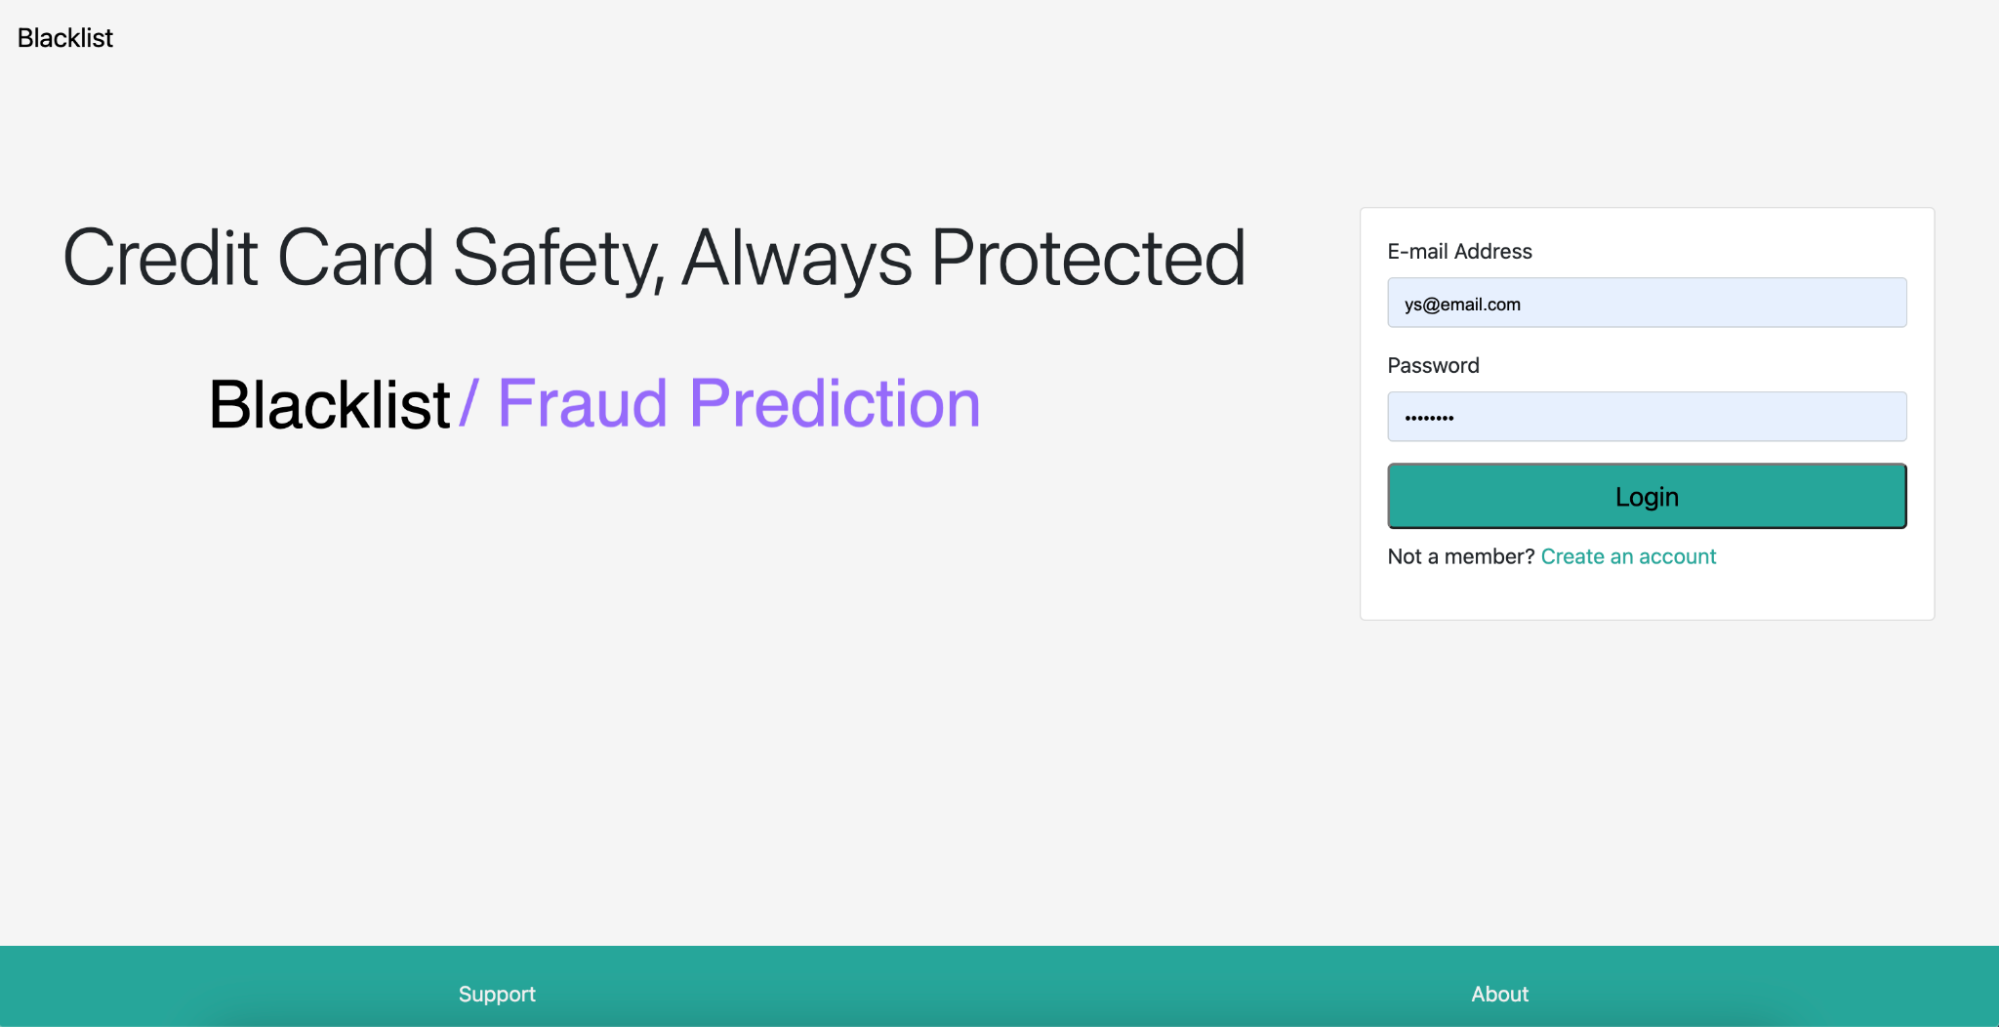 Blacklist
Credit Card Safety, Always Protected
Blacklist / Fraud Prediction
E-mail Address
ys@email.com
Password
••••••••
Login
Not a member? Create an account
Support
About